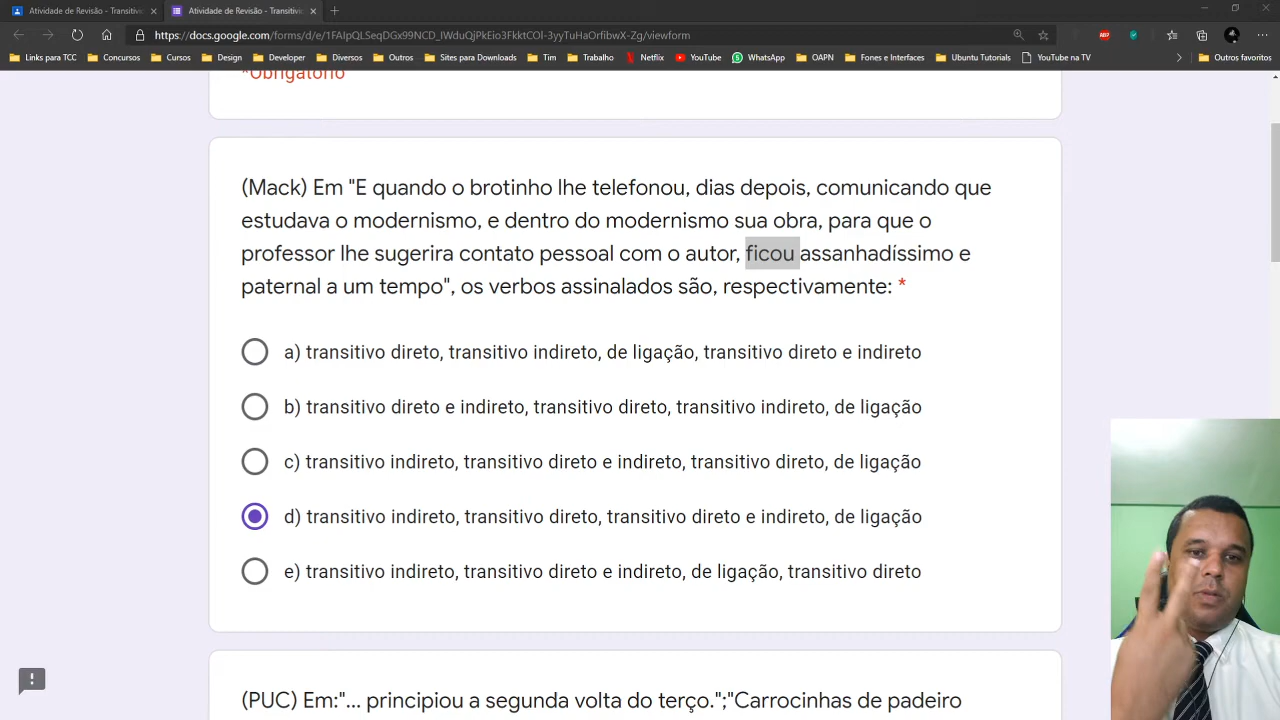 Atividade de Revisão - Transitivi
Atividade de Revisão - Transitivi
https://docs.google.com/forms/d/e/1FAIpQLSeqDGx99NCD_IWduQjPkEio3FkktCOl-3yyTuHaOrfibwX-Zg/viewform
Links para TCC Concursos Cursos Design Developer Diversos Outros Sites para Downloads Tim Trabalho Netflix YouTube WhatsApp OAPN Fones e Interfaces Ubuntu Tutorials YouTube na TV Outros favoritos
*Obrigatório
(Mack) Em "E quando o brotinho lhe telefonou, dias depois, comunicando que
estudava o modernismo, e dentro do modernismo sua obra, para que o
professor lhe sugerira contato pessoal com o autor, ficou assanhadíssimo e
paternal a um tempo", os verbos assinalados são, respectivamente: *
a) transitivo direto, transitivo indireto, de ligação, transitivo direto e indireto
b) transitivo direto e indireto, transitivo direto, transitivo indireto, de ligação
c) transitivo indireto, transitivo direto e indireto, transitivo direto, de ligação
d) transitivo indireto, transitivo direto, transitivo direto e indireto, de ligação
e) transitivo indireto, transitivo direto e indireto, de ligação, transitivo direto
(PUC) Em:"... principiou a segunda volta do terço.";"Carrocinhas de padeiro